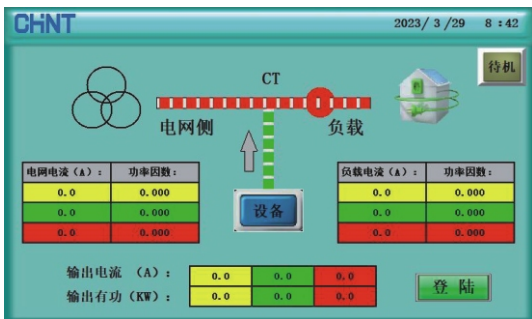 CHNT 2023/ 3 /29 8:42
待机
CT
电网侧 负载
电网电流（A）： 功率因数： 负载电流（A）： 功率因数：
0.0 0.000 0.0 0.000
0.0 0.000 0.0 0.000
0.0 0.000 0.0 0.000
设备
输出电流 （A）： 0.0 0.0 0.0
输出有功（KW）： 0.0 0.0 0.0
登陆